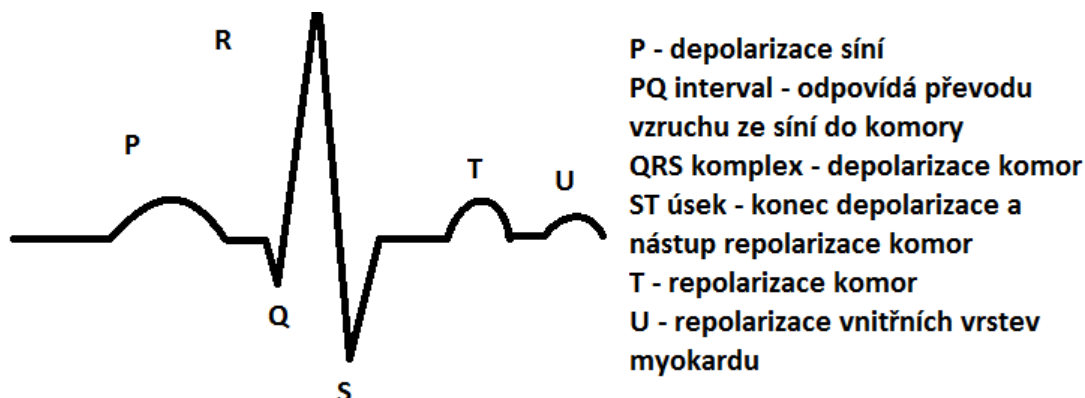 R
P
T
U
Q
S
P - depolarizace síní
PQ interval - odpovídá převodu
vzruchu ze síní do komory
QRS komplex - depolarizace komor
ST úsek - konec depolarizace a
nástup repolarizace komor
T - repolarizace komor
U - repolarizace vnitřních vrstev
myokardu